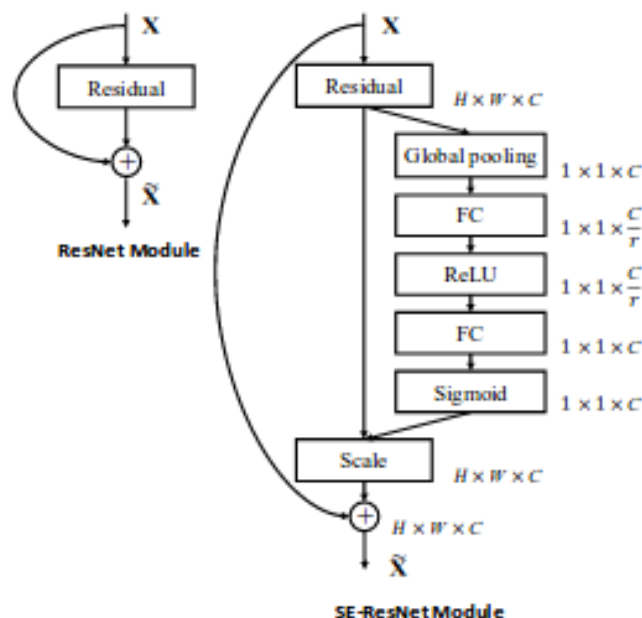 X
Residual
+
X̃
ResNet Module
X
Residual
H × W × C
Global pooling
1 × 1 × C
FC
1 × 1 × C/r
ReLU
1 × 1 × C/r
FC
1 × 1 × C
Sigmoid
1 × 1 × C
Scale
H × W × C
+
H × W × C
X̃
SE-ResNet Module